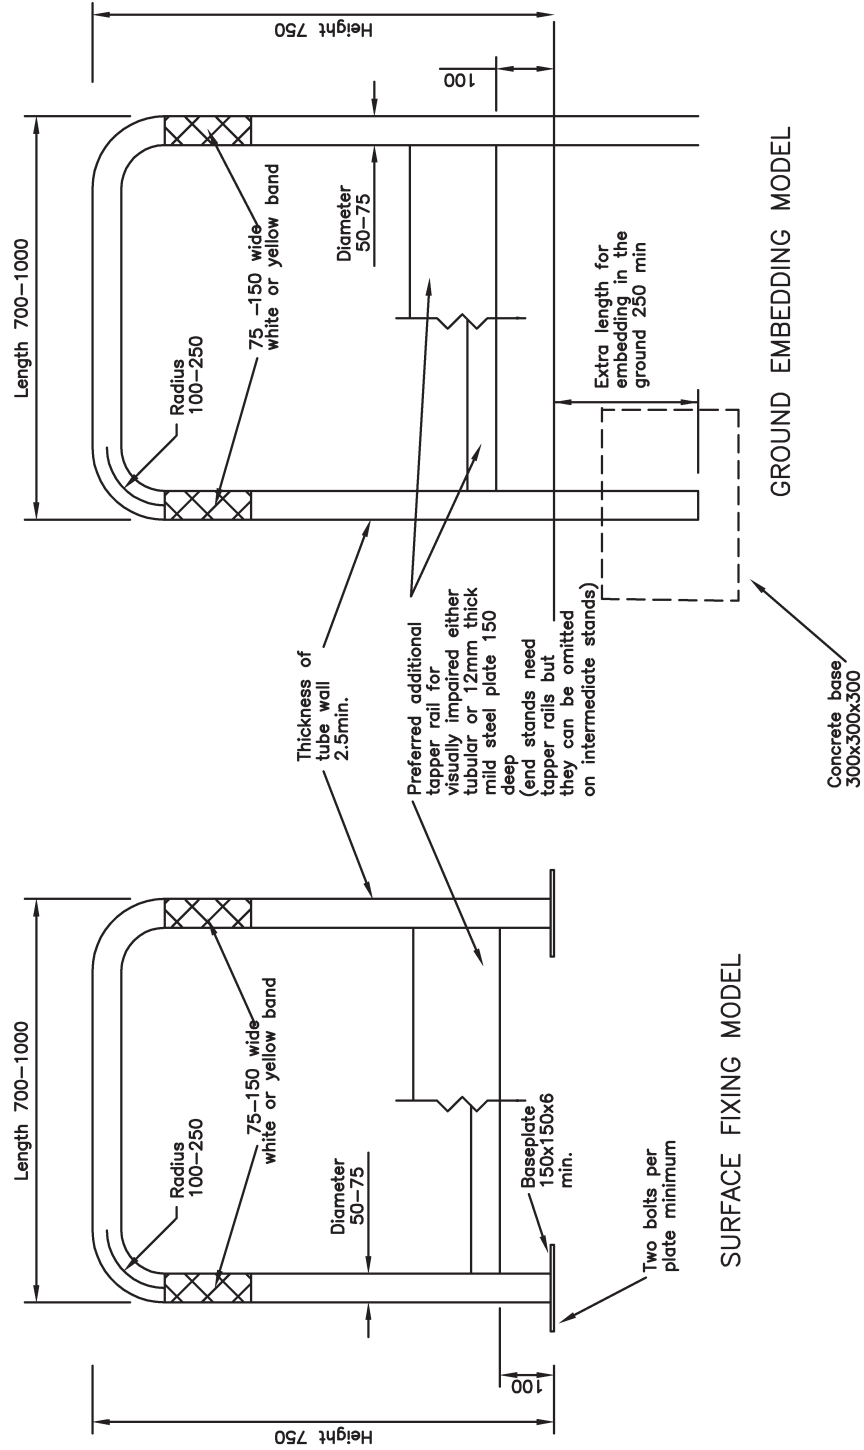 Length 700-1000
Height 750
Radius
100-250
75-150 wide
white or yellow band
Diameter
50-75
100
Baseplate
150x150x6
min.
Two bolts per
plate minimum
SURFACE FIXING MODEL
Thickness of
tube wall
2.5min.
Preferred additional
tapper rail for
visually impaired either
tubular or 12mm thick
mild steel plate 150
deep
(end stands need
tapper rails but
they can be omitted
on intermediate stands)
Length 700-1000
Height 750
Radius
100-250
75 -150 wide
white or yellow band
Diameter
50-75
100
Extra length for
embedding in the
ground 250 min
Concrete base
300x300x300
GROUND EMBEDDING MODEL